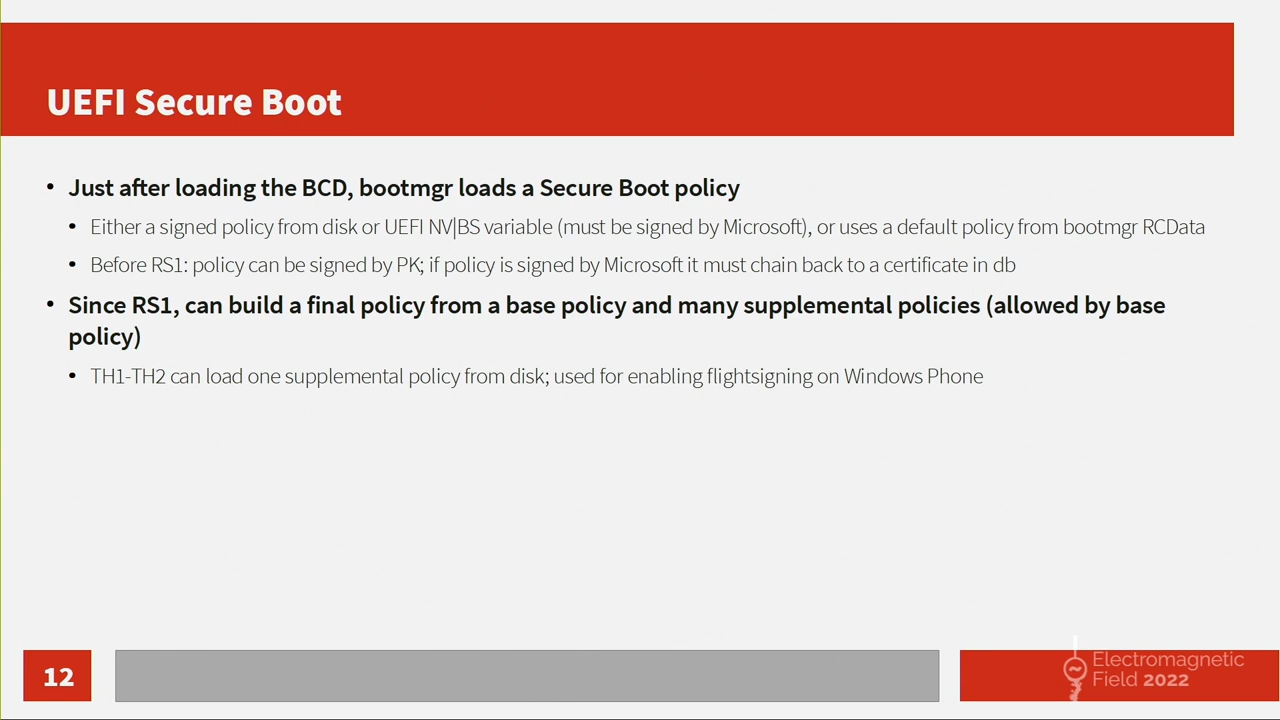 UEFI Secure Boot
• Just after loading the BCD, bootmgr loads a Secure Boot policy
• Either a signed policy from disk or UEFI NV|BS variable (must be signed by Microsoft), or uses a default policy from bootmgr RCData
• Before RS1: policy can be signed by PK; if policy is signed by Microsoft it must chain back to a certificate in db
• Since RS1, can build a final policy from a base policy and many supplemental policies (allowed by base
policy)
• TH1-TH2 can load one supplemental policy from disk; used for enabling flightsigning on Windows Phone
12
Electromagnetic
Field 2022